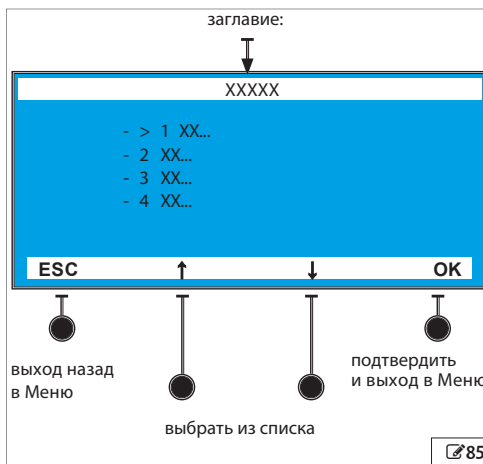 заглавие:
XXXXX
- > 1 XX...
- 2 XX...
- 3 XX...
- 4 XX...
ESC ↑ ↓ OK
выход назад
в Меню
подтвердить
и выход в Меню
выбрать из списка
85